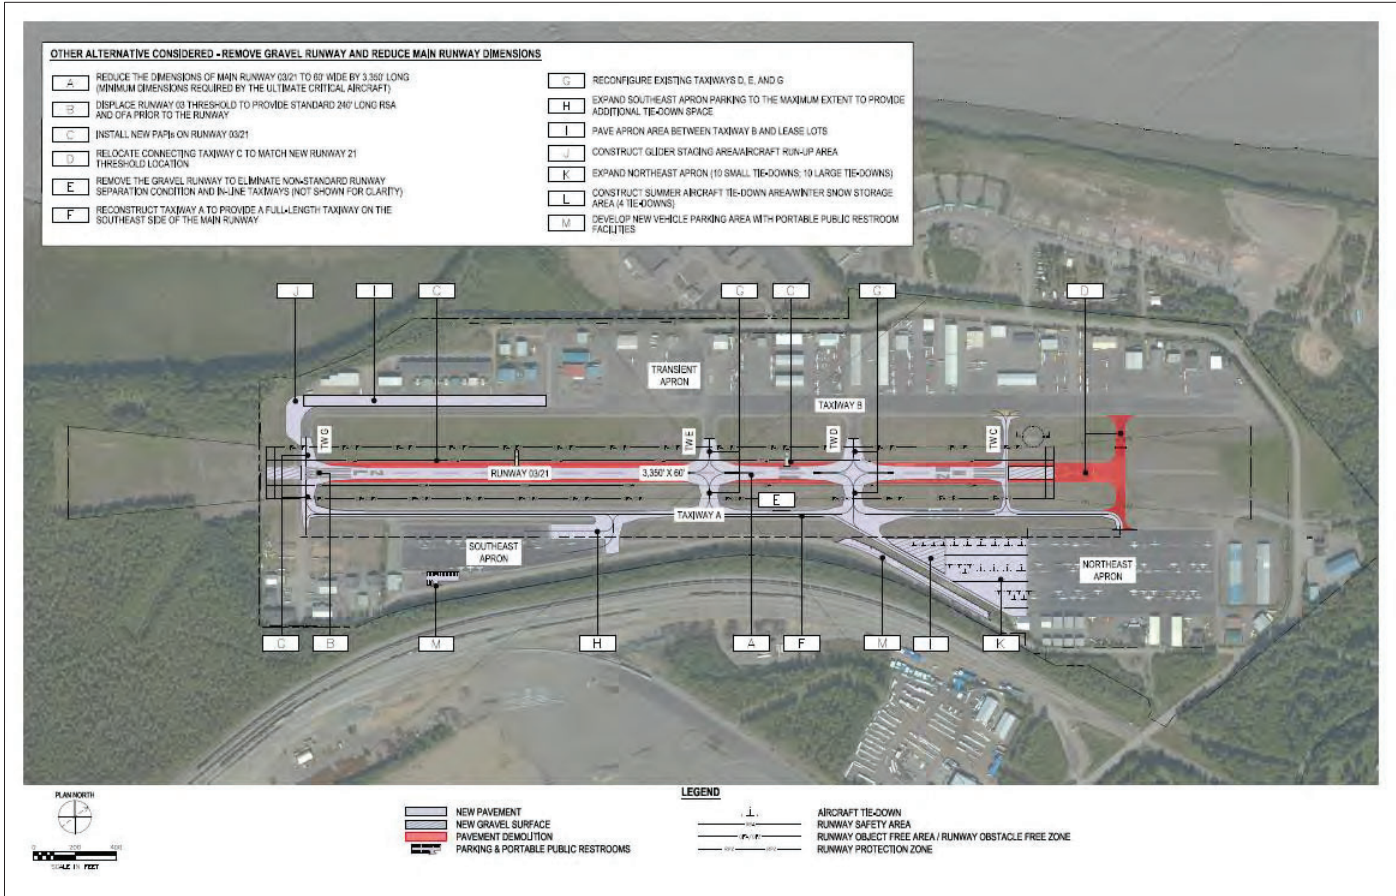 OTHER ALTERNATIVE CONSIDERED - REMOVE GRAVEL RUNWAY AND REDUCE MAIN RUNWAY DIMENSIONS
A REDUCE THE DIMENSIONS OF MAIN RUNWAY 03/21 TO 60' WIDE BY 3,350' LONG
(MINIMUM DIMENSIONS REQUIRED BY THE ULTIMATE CRITICAL AIRCRAFT)
B DISPLACE RUNWAY 03 THRESHOLD TO PROVIDE STANDARD 240' LONG RSA
AND OFA PRIOR TO THE RUNWAY
C INSTALL NEW PAPIs ON RUNWAY 03/21
D RELOCATE CONNECTING TAXIWAY C TO MATCH NEW RUNWAY 21
THRESHOLD LOCATION
E REMOVE THE GRAVEL RUNWAY TO ELIMINATE NON-STANDARD RUNWAY
SEPARATION CONDITION AND IN-LINE TAXIWAYS (NOT SHOWN FOR CLARITY)
F RECONSTRUCT TAXIWAY A TO PROVIDE A FULL-LENGTH TAXIWAY ON THE
SOUTHEAST SIDE OF THE MAIN RUNWAY
G RECONFIGURE EXISTING TAXIWAYS D, E, AND G
H EXPAND SOUTHEAST APRON PARKING TO THE MAXIMUM EXTENT TO PROVIDE
ADDITIONAL TIE-DOWN SPACE
I PAVE APRON AREA BETWEEN TAXIWAY B AND LEASE LOTS
J CONSTRUCT GLIDER STAGING AREA/AIRCRAFT RUN-UP AREA
K EXPAND NORTHEAST APRON (10 SMALL TIE-DOWNS; 10 LARGE TIE-DOWNS)
L CONSTRUCT SUMMER AIRCRAFT TIE-DOWN AREA/WINTER SNOW STORAGE
AREA (4 TIE-DOWNS)
M DEVELOP NEW VEHICLE PARKING AREA WITH PORTABLE PUBLIC RESTROOM
FACILITIES
J I C G C G D
TRANSIENT
APRON
TAXIWAY B
TW G TW E TW D TW C
RUNWAY 03/21 3,350' X 60'
E
TAXIWAY A
SOUTHEAST
APRON
NORTHEAST
APRON
C B M H A F M I K
PLAN NORTH
0 200 400
SCALE IN FEET
LEGEND
NEW PAVEMENT
NEW GRAVEL SURFACE
PAVEMENT DEMOLITION
PARKING & PORTABLE PUBLIC RESTROOMS
AIRCRAFT TIE-DOWN
RUNWAY SAFETY AREA
RUNWAY OBJECT FREE AREA / RUNWAY OBSTACLE FREE ZONE
RUNWAY PROTECTION ZONE